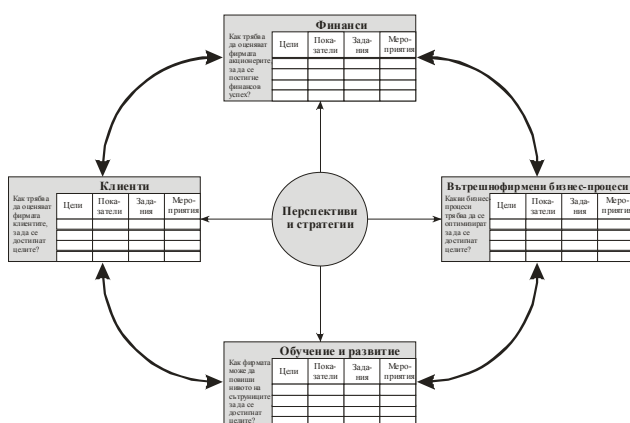 Финанси
Как трябва
да оценяват
фирмата
акционерите,
за да се
постигне
финансов
успех?
Цели
Пока-
затели
Зада-
ния
Меро-
приятия
Клиенти
Как трябва
да оценяват
фирмата
клиентите,
за да се
достигнат
целите?
Цели
Пока-
затели
Зада-
ния
Меро-
приятия
Перспективи
и стратегии
Вътрешнофирмени бизнес-процеси
Какви бизнес-
процеси
трябва да се
оптимират
за да се
достигнат
целите?
Цели
Пока-
затели
Зада-
ния
Меро-
приятия
Обучение и развитие
Как фирмата
може да
повиши
нивото на
сътруниците
за да се
достигнат
целите?
Цели
Пока-
затели
Зада-
ния
Меро-
приятия